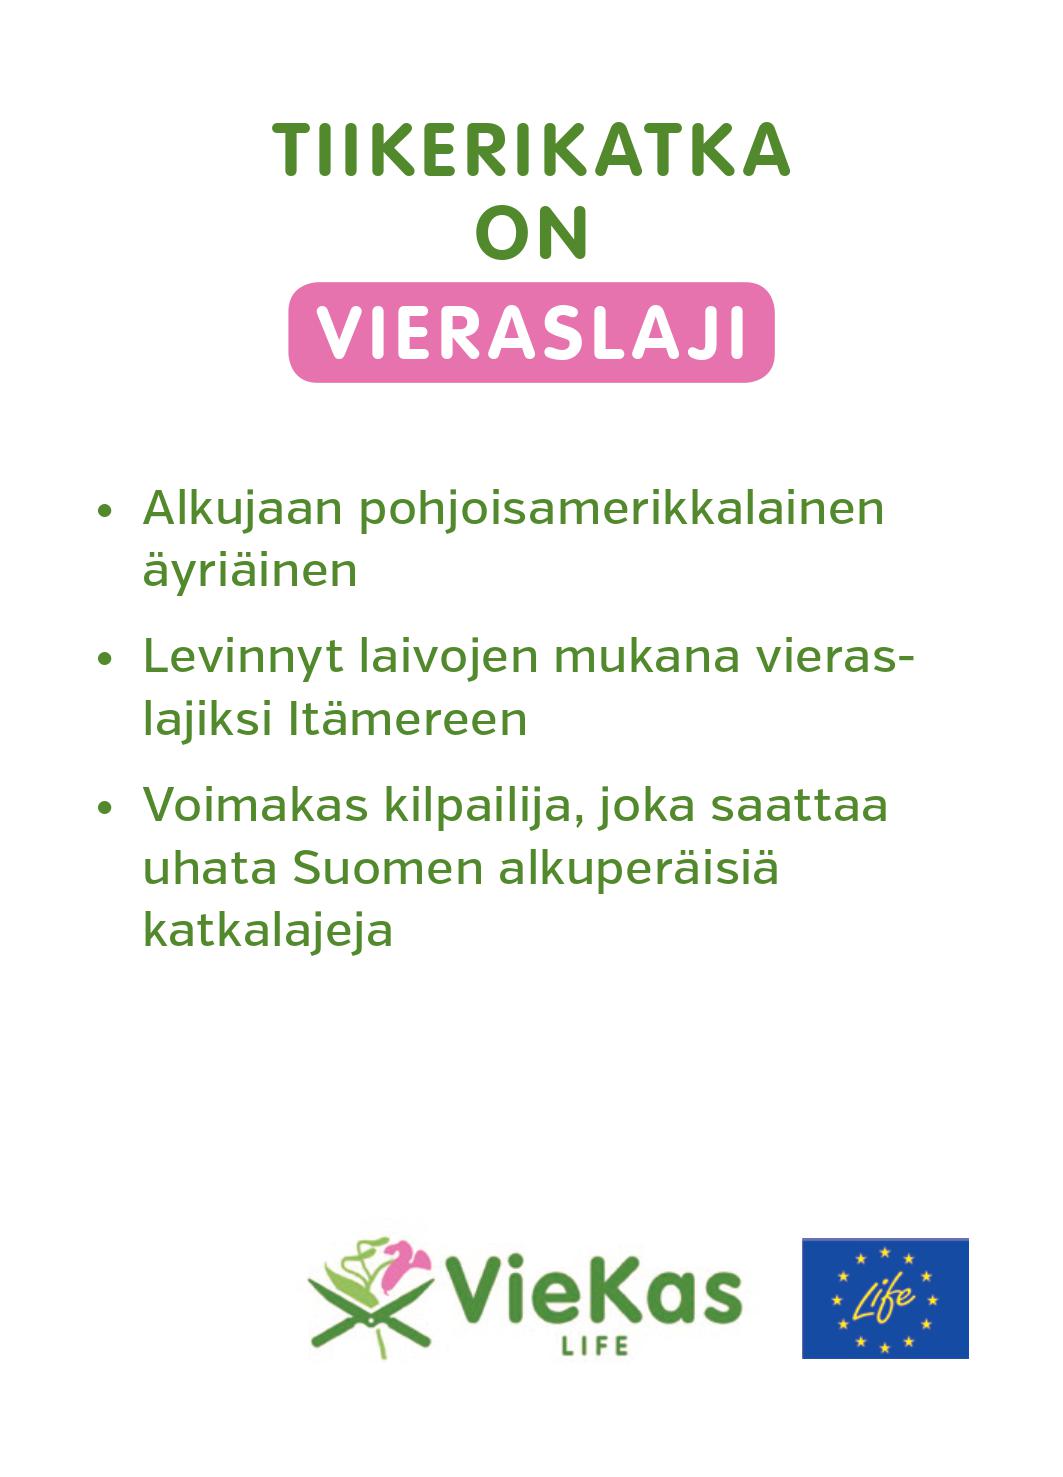 TIIKERIKATKA
ON
VIERASLAJI
• Alkujaan pohjoisamerikkalainen
äyriäinen
• Levinnyt laivojen mukana vieras-
lajiksi Itämereen
• Voimakas kilpailija, joka saattaa
uhata Suomen alkuperäisiä
katkalajeja
VieKas
LIFE
Life